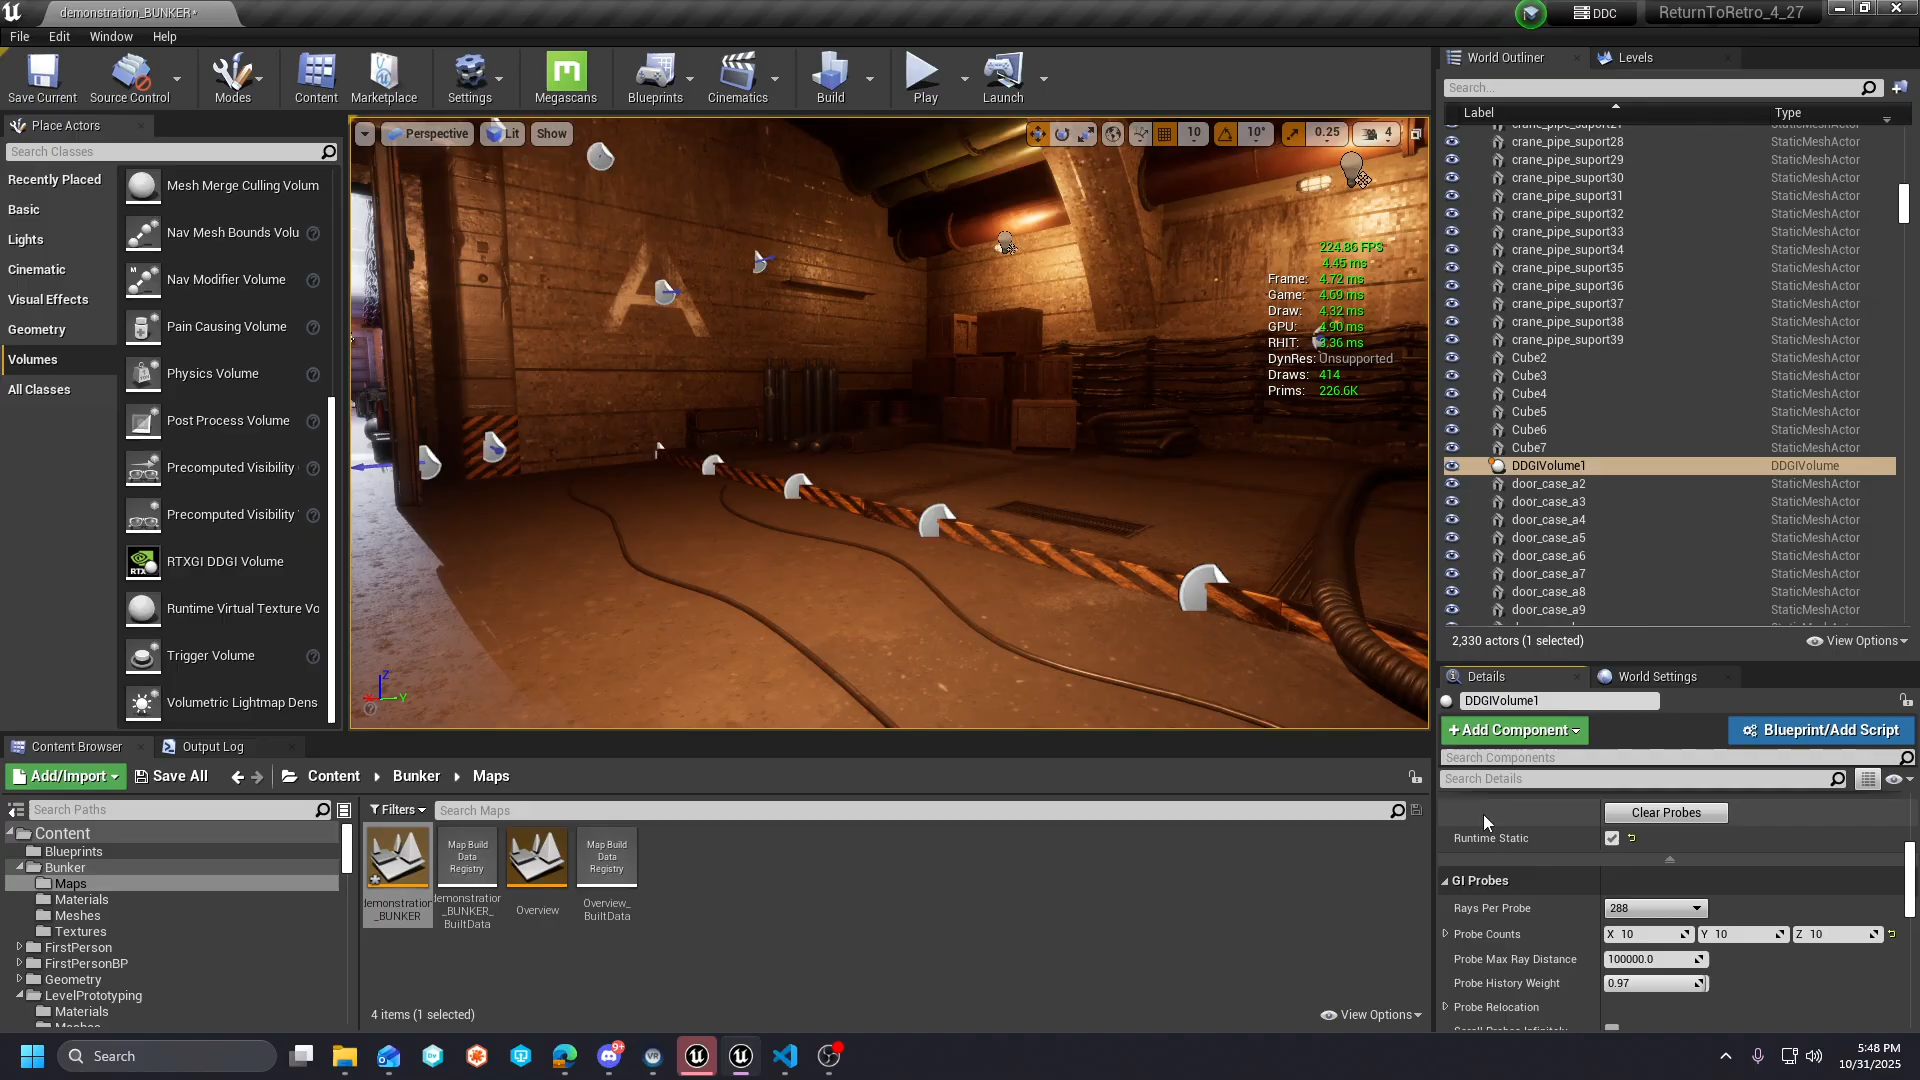 demonstration_BUNKER*
DDC
ReturnToRetro_4_27
File Edit Window Help
Save Current
Source Control
Modes
Content
Marketplace
Settings
Megascans
Blueprints
Cinematics
Build
Play
Launch
Place Actors
Search Classes
Recently Placed
Basic
Lights
Cinematic
Visual Effects
Geometry
Volumes
All Classes
Mesh Merge Culling Volum
Nav Mesh Bounds Volu
Nav Modifier Volume
Pain Causing Volume
Physics Volume
Post Process Volume
Precomputed Visibility
Precomputed Visibility
RTXGI DDGI Volume
Runtime Virtual Texture Vo
Trigger Volume
Volumetric Lightmap Dens
Perspective
Lit
Show
10
10°
0.25
4
A
224.86 FPS
4.45 ms
Frame: 4.72 ms
Game: 4.69 ms
Draw: 4.32 ms
GPU: 4.90 ms
RHIT: 3.36 ms
DynRes: Unsupported
Draws: 414
Prims: 226.6K
Z
X
Y
World Outliner
Levels
Search...
Label
Type
crane_pipe_suport28 StaticMeshActor
crane_pipe_suport29 StaticMeshActor
crane_pipe_suport30 StaticMeshActor
crane_pipe_suport31 StaticMeshActor
crane_pipe_suport32 StaticMeshActor
crane_pipe_suport33 StaticMeshActor
crane_pipe_suport34 StaticMeshActor
crane_pipe_suport35 StaticMeshActor
crane_pipe_suport36 StaticMeshActor
crane_pipe_suport37 StaticMeshActor
crane_pipe_suport38 StaticMeshActor
crane_pipe_suport39 StaticMeshActor
Cube2 StaticMeshActor
Cube3 StaticMeshActor
Cube4 StaticMeshActor
Cube5 StaticMeshActor
Cube6 StaticMeshActor
Cube7 StaticMeshActor
DDGIVolume1 DDGIVolume
door_case_a2 StaticMeshActor
door_case_a3 StaticMeshActor
door_case_a4 StaticMeshActor
door_case_a5 StaticMeshActor
door_case_a6 StaticMeshActor
door_case_a7 StaticMeshActor
door_case_a8 StaticMeshActor
door_case_a9 StaticMeshActor
2,330 actors (1 selected)
View Options
Details
World Settings
DDGIVolume1
+Add Component
Blueprint/Add Script
Search Components
Search Details
Clear Probes
Runtime Static
GI Probes
Rays Per Probe 288
Probe Counts X 10 Y 10 Z 10
Probe Max Ray Distance 100000.0
Probe History Weight 0.97
Probe Relocation
Content Browser
Output Log
Add/Import
Save All
Content
Bunker
Maps
Search Paths
Filters
Search Maps
Content
Blueprints
Bunker
Maps
Materials
Meshes
Textures
FirstPerson
FirstPersonBP
Geometry
LevelPrototyping
Materials
Map Build
Data
Registry
Map Build
Data
Registry
demonstration
_BUNKER
demonstration
_BUNKER_
BuiltData
Overview
Overview_
BuiltData
4 items (1 selected)
View Options
Search
9+
VR
5:48 PM
10/31/2025